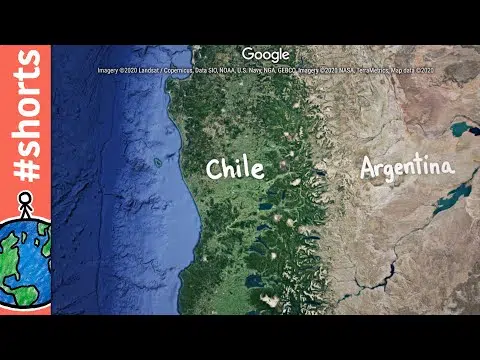 #shorts
Google
Imagery ©2020 Landsat / Copernicus, Data SIO, NOAA, U.S. Navy, NGA, GEBCO, Imagery ©2020 NASA, TerraMetrics, Map data ©2020
Chile
Argentina